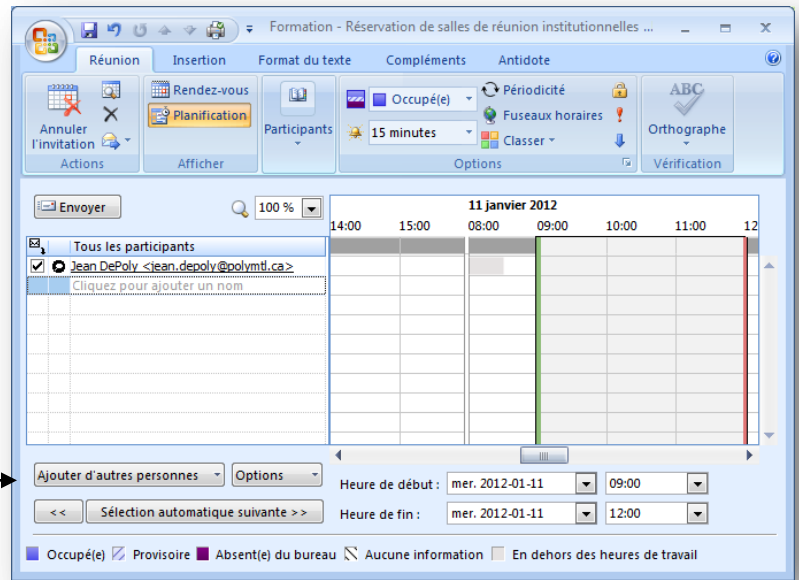 Formation - Réservation de salles de réunion institutionnelles ...
Réunion Insertion Format du texte Compléments Antidote
Annuler l'invitation
Actions
Rendez-vous
Planification
Afficher
Participants
Occupé(e)
15 minutes
Périodicité
Fuseaux horaires
Classer
Options
ABC
Orthographe
Vérification
Envoyer
100 %
11 janvier 2012
14:00 15:00 08:00 09:00 10:00 11:00 12
Tous les participants
Jean DePoly <jean.depoly@polymtl.ca>
Cliquez pour ajouter un nom
Ajouter d'autres personnes Options
<< Sélection automatique suivante >>
Heure de début : mer. 2012-01-11 09:00
Heure de fin : mer. 2012-01-11 12:00
Occupé(e) Provisoire Absent(e) du bureau Aucune information En dehors des heures de travail